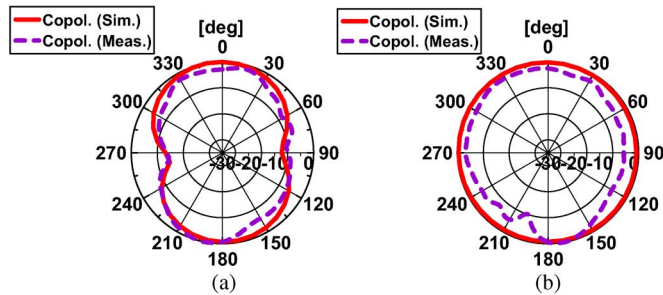 Copol. (Sim.)
Copol. (Meas.)
[deg]
0
330 30
300 60
270 -30 -20 -10 0 90
240 120
210 150
180
(a)
Copol. (Sim.)
Copol. (Meas.)
[deg]
0
330 30
300 60
270 -30 -20 -10 0 90
240 120
210 150
180
(b)